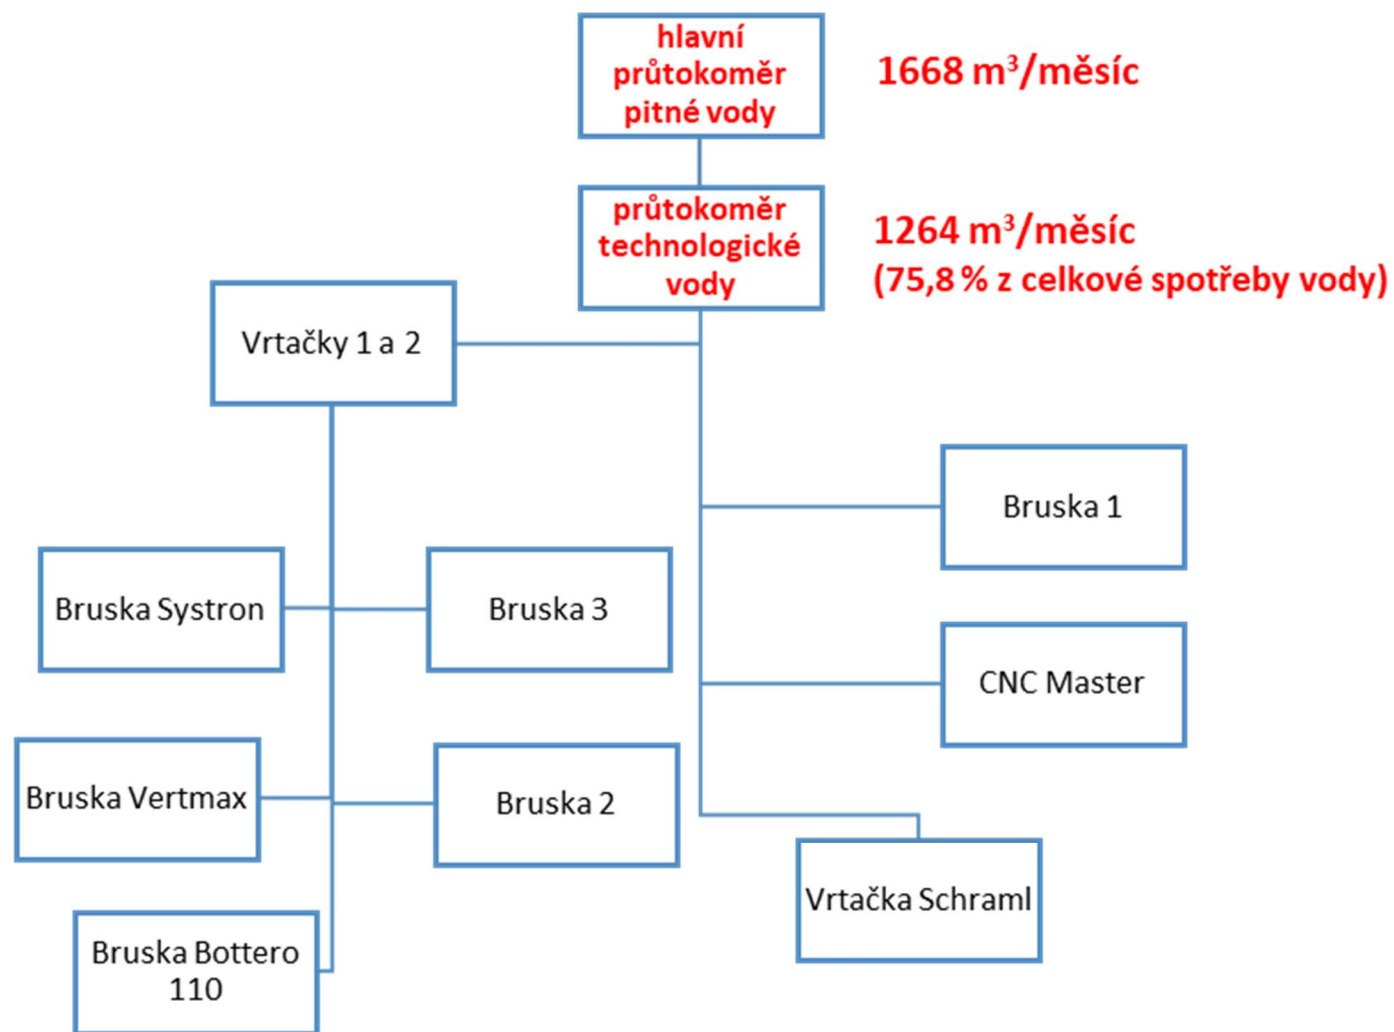 hlavní
průtokoměr
pitné vody
1668 m³/měsíc
průtokoměr
technologické
vody
1264 m³/měsíc
(75,8 % z celkové spotřeby vody)
Vrtačky 1 a 2
Bruska 1
Bruska Systron
Bruska 3
CNC Master
Bruska Vertmax
Bruska 2
Vrtačka Schraml
Bruska Bottero
110